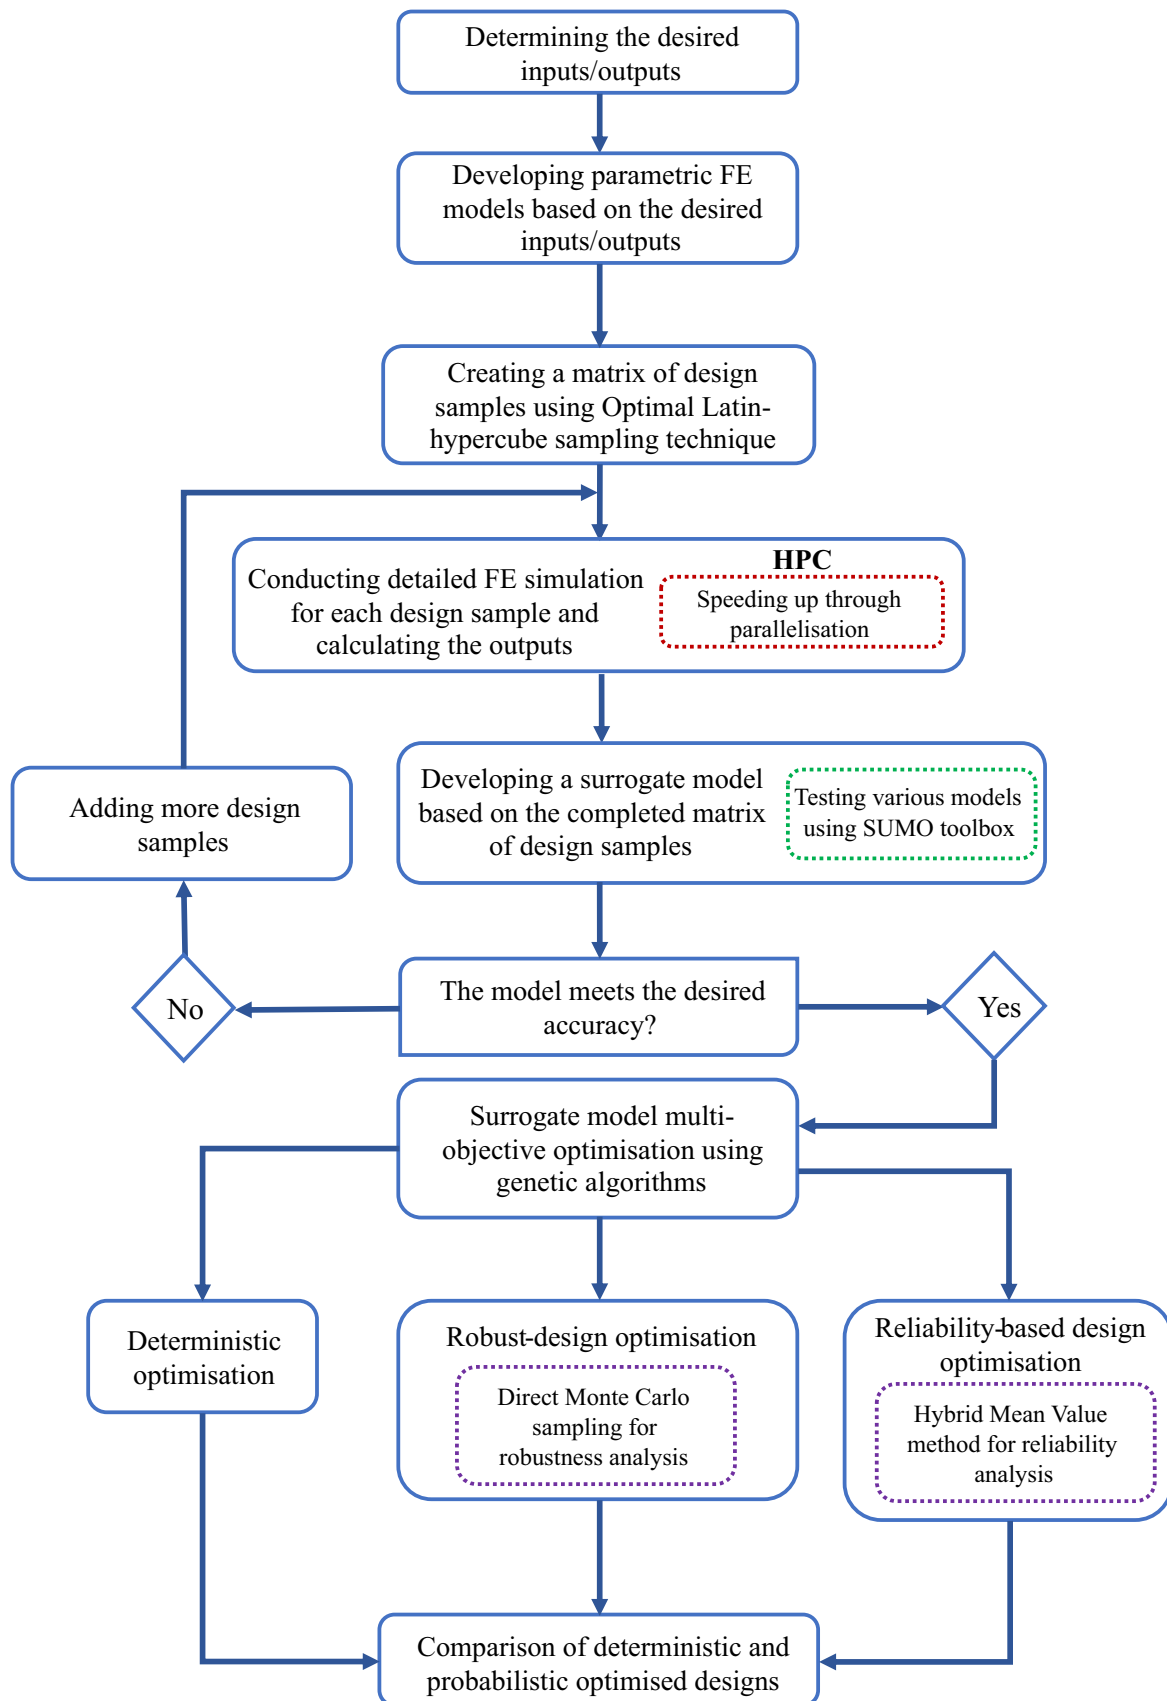 Determining the desired
inputs/outputs
Developing parametric FE
models based on the desired
inputs/outputs
Creating a matrix of design
samples using Optimal Latin-
hypercube sampling technique
Conducting detailed FE simulation
for each design sample and
calculating the outputs
HPC
Speeding up through
parallelisation
Developing a surrogate model
based on the completed matrix
of design samples
Testing various models
using SUMO toolbox
Adding more design
samples
No
The model meets the desired
accuracy?
Yes
Surrogate model multi-
objective optimisation using
genetic algorithms
Deterministic
optimisation
Robust-design optimisation
Direct Monte Carlo
sampling for
robustness analysis
Reliability-based design
optimisation
Hybrid Mean Value
method for reliability
analysis
Comparison of deterministic and
probabilistic optimised designs